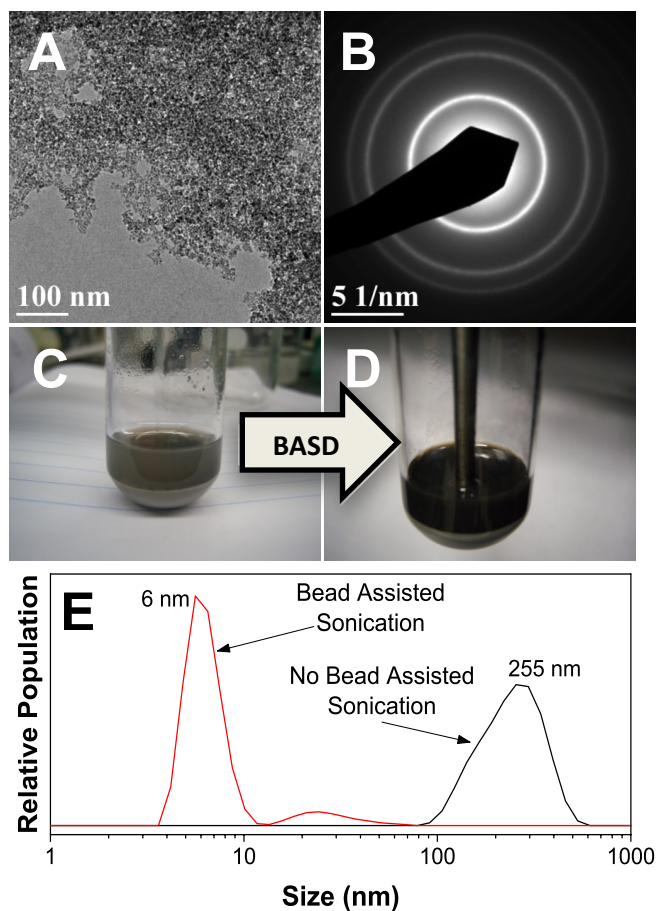 A
B
100 nm
5 1/nm
C
D
BASD
E
6 nm
Bead Assisted
Sonication
No Bead Assisted
Sonication
255 nm
Relative Population
1
10
100
1000
Size (nm)